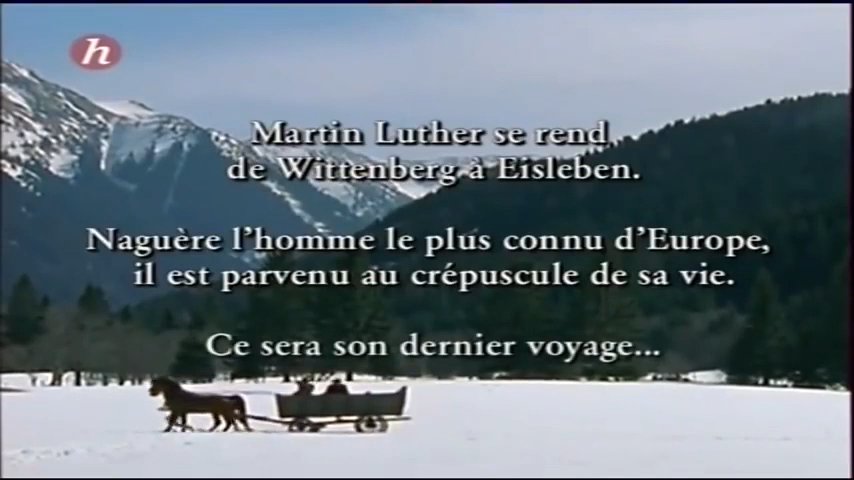 h
Martin Luther se rend
de Wittenberg à Eisleben.
Naguère l'homme le plus connu d'Europe,
il est parvenu au crépuscule de sa vie.
Ce sera son dernier voyage...